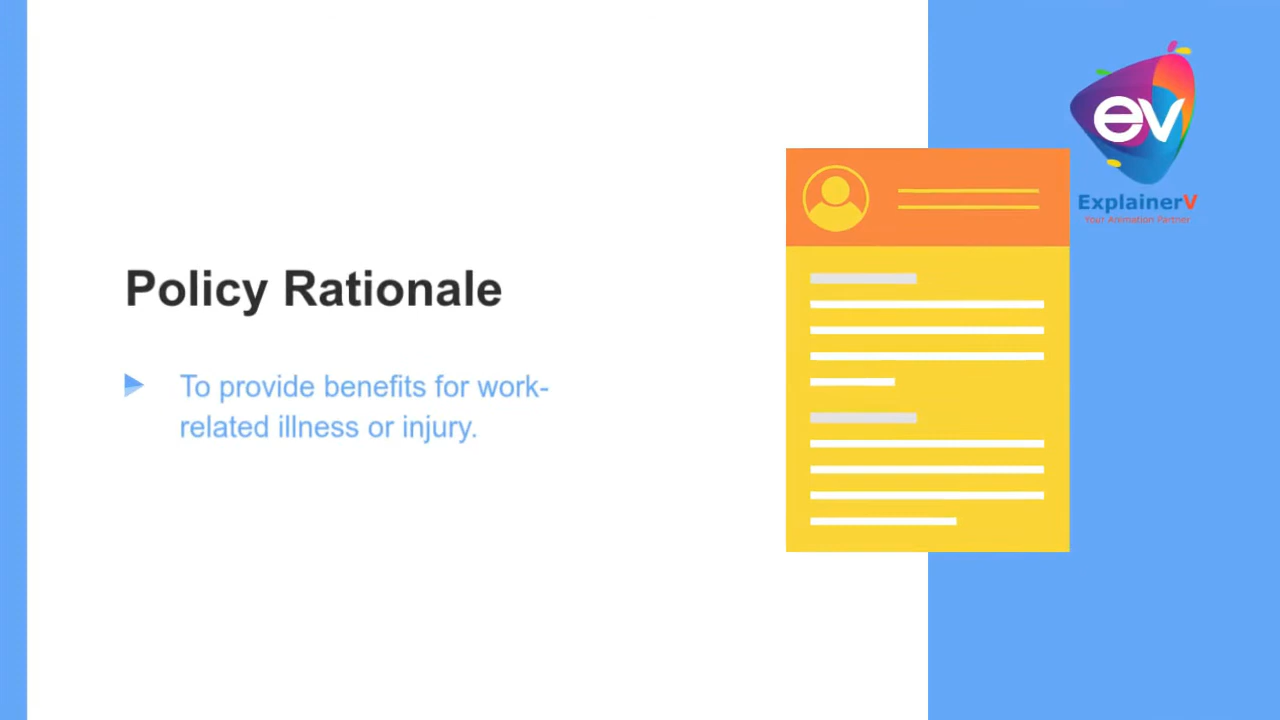 ev
ExplainerV
Your Animation Partner
Policy Rationale
To provide benefits for work-
related illness or injury.